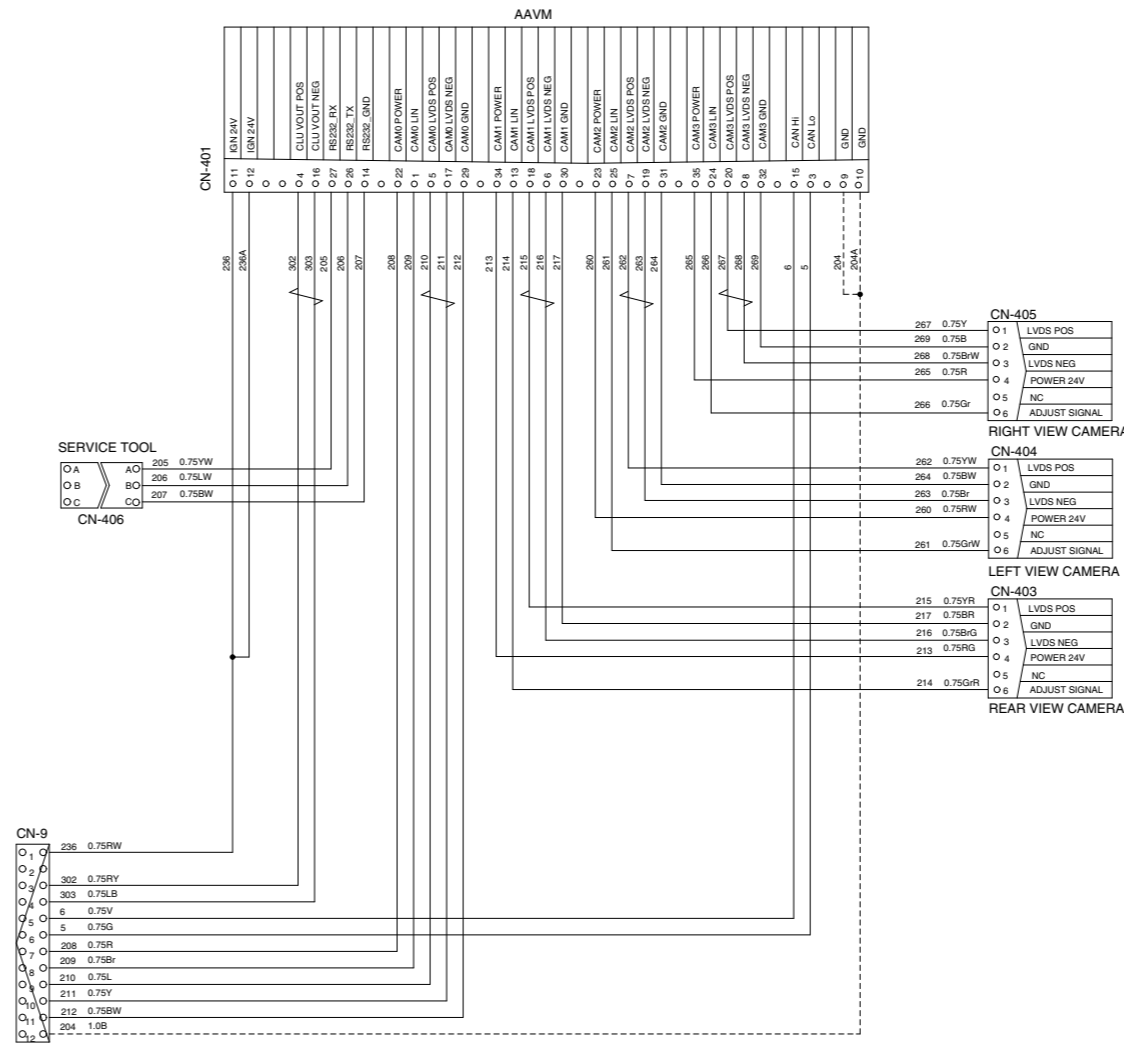 AAVM
CN-401
IGN 24V
IGN 24V
CLU VOUT POS
CLU VOUT NEG
RS232_RX
RS232_TX
RS232_GND
CAM0 POWER
CAM0 LIN
CAM0 LVDS POS
CAM0 LVDS NEG
CAM0 GND
CAM1 POWER
CAM1 LIN
CAM1 LVDS POS
CAM1 LVDS NEG
CAM1 GND
CAM2 POWER
CAM2 LIN
CAM2 LVDS POS
CAM2 LVDS NEG
CAM2 GND
CAM3 POWER
CAM3 LIN
CAM3 LVDS POS
CAM3 LVDS NEG
CAM3 GND
CAN Hi
CAN Lo
GND
GND
11 12 4 16 27 26 14 22 1 5 17 29 34 13 18 6 30 23 25 7 19 31 35 24 20 8 32 15 3 9 10
236 236A 302 303 205 206 207 208 209 210 211 212 213 214 215 216 217 260 261 262 263 264 265 266 267 268 269 6 5 204 204A
CN-405
267 0.75Y 1 LVDS POS
269 0.75B 2 GND
268 0.75BrW 3 LVDS NEG
265 0.75R 4 POWER 24V
5 NC
266 0.75Gr 6 ADJUST SIGNAL
RIGHT VIEW CAMERA
CN-404
262 0.75YW 1 LVDS POS
264 0.75BW 2 GND
263 0.75Br 3 LVDS NEG
260 0.75RW 4 POWER 24V
5 NC
261 0.75GrW 6 ADJUST SIGNAL
LEFT VIEW CAMERA
CN-403
215 0.75YR 1 LVDS POS
217 0.75BR 2 GND
216 0.75BrG 3 LVDS NEG
213 0.75RG 4 POWER 24V
5 NC
214 0.75GrR 6 ADJUST SIGNAL
REAR VIEW CAMERA
SERVICE TOOL
A A 205 0.75YW
B B 206 0.75LW
C C 207 0.75BW
CN-406
CN-9
1 236 0.75RW
2
3 302 0.75RY
4 303 0.75LB
5 6 0.75V
6 5 0.75G
7 208 0.75R
8 209 0.75Br
9 210 0.75L
10 211 0.75Y
11 212 0.75BW
12 204 1.0B